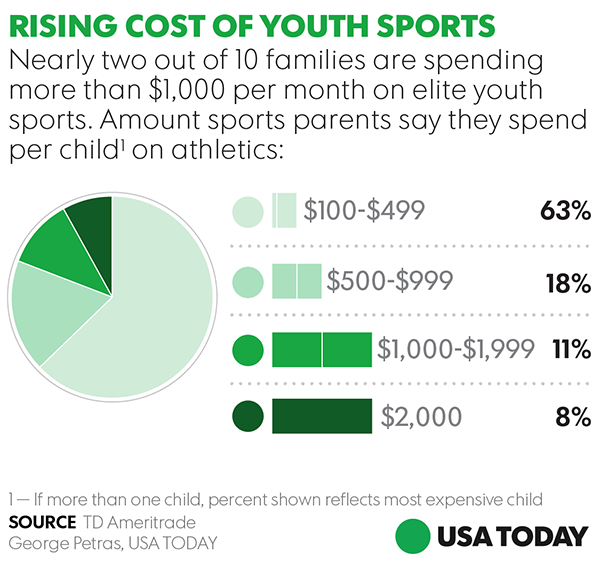 RISING COST OF YOUTH SPORTS
Nearly two out of 10 families are spending
more than $1,000 per month on elite youth
sports. Amount sports parents say they spend
per child¹ on athletics:
$100-$499 63%
$500-$999 18%
$1,000-$1,999 11%
$2,000 8%
1 — If more than one child, percent shown reflects most expensive child
SOURCE TD Ameritrade
George Petras, USA TODAY
USA TODAY